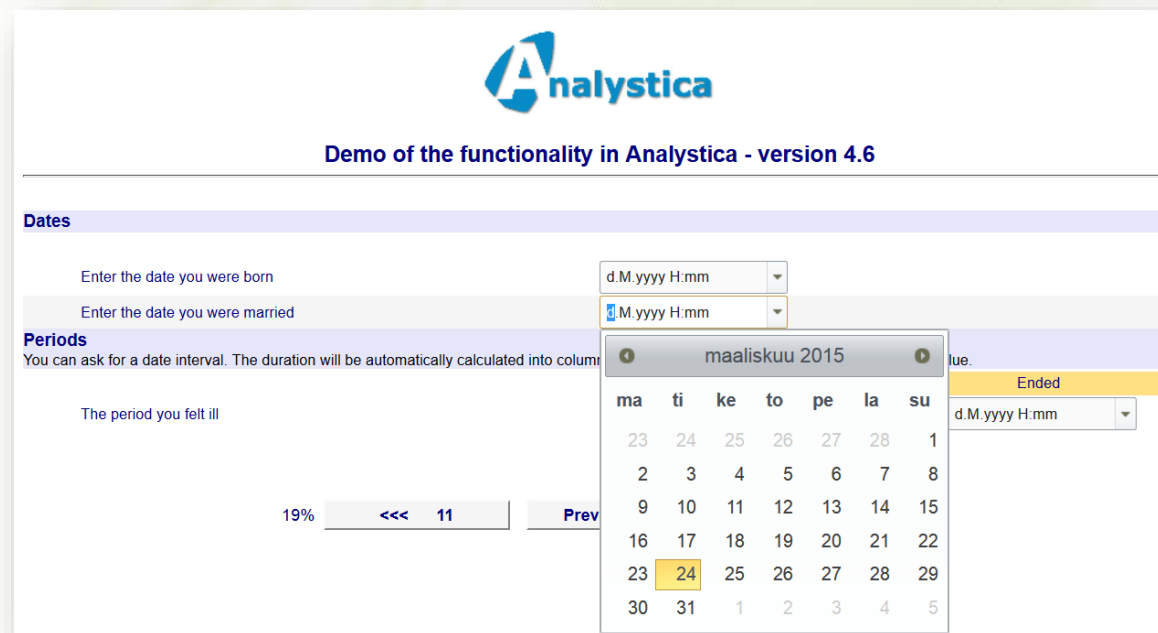 Analystica
Demo of the functionality in Analystica - version 4.6
Dates
Enter the date you were born d.M.yyyy H:mm
Enter the date you were married d.M.yyyy H:mm
Periods
You can ask for a date interval. The duration will be automatically calculated into colum lue.
Ended
The period you felt ill d.M.yyyy H:mm
maaliskuu 2015
ma ti ke to pe la su
23 24 25 26 27 28 1
2 3 4 5 6 7 8
9 10 11 12 13 14 15
16 17 18 19 20 21 22
23 24 25 26 27 28 29
30 31 1 2 3 4 5
19% <<< 11 Prev